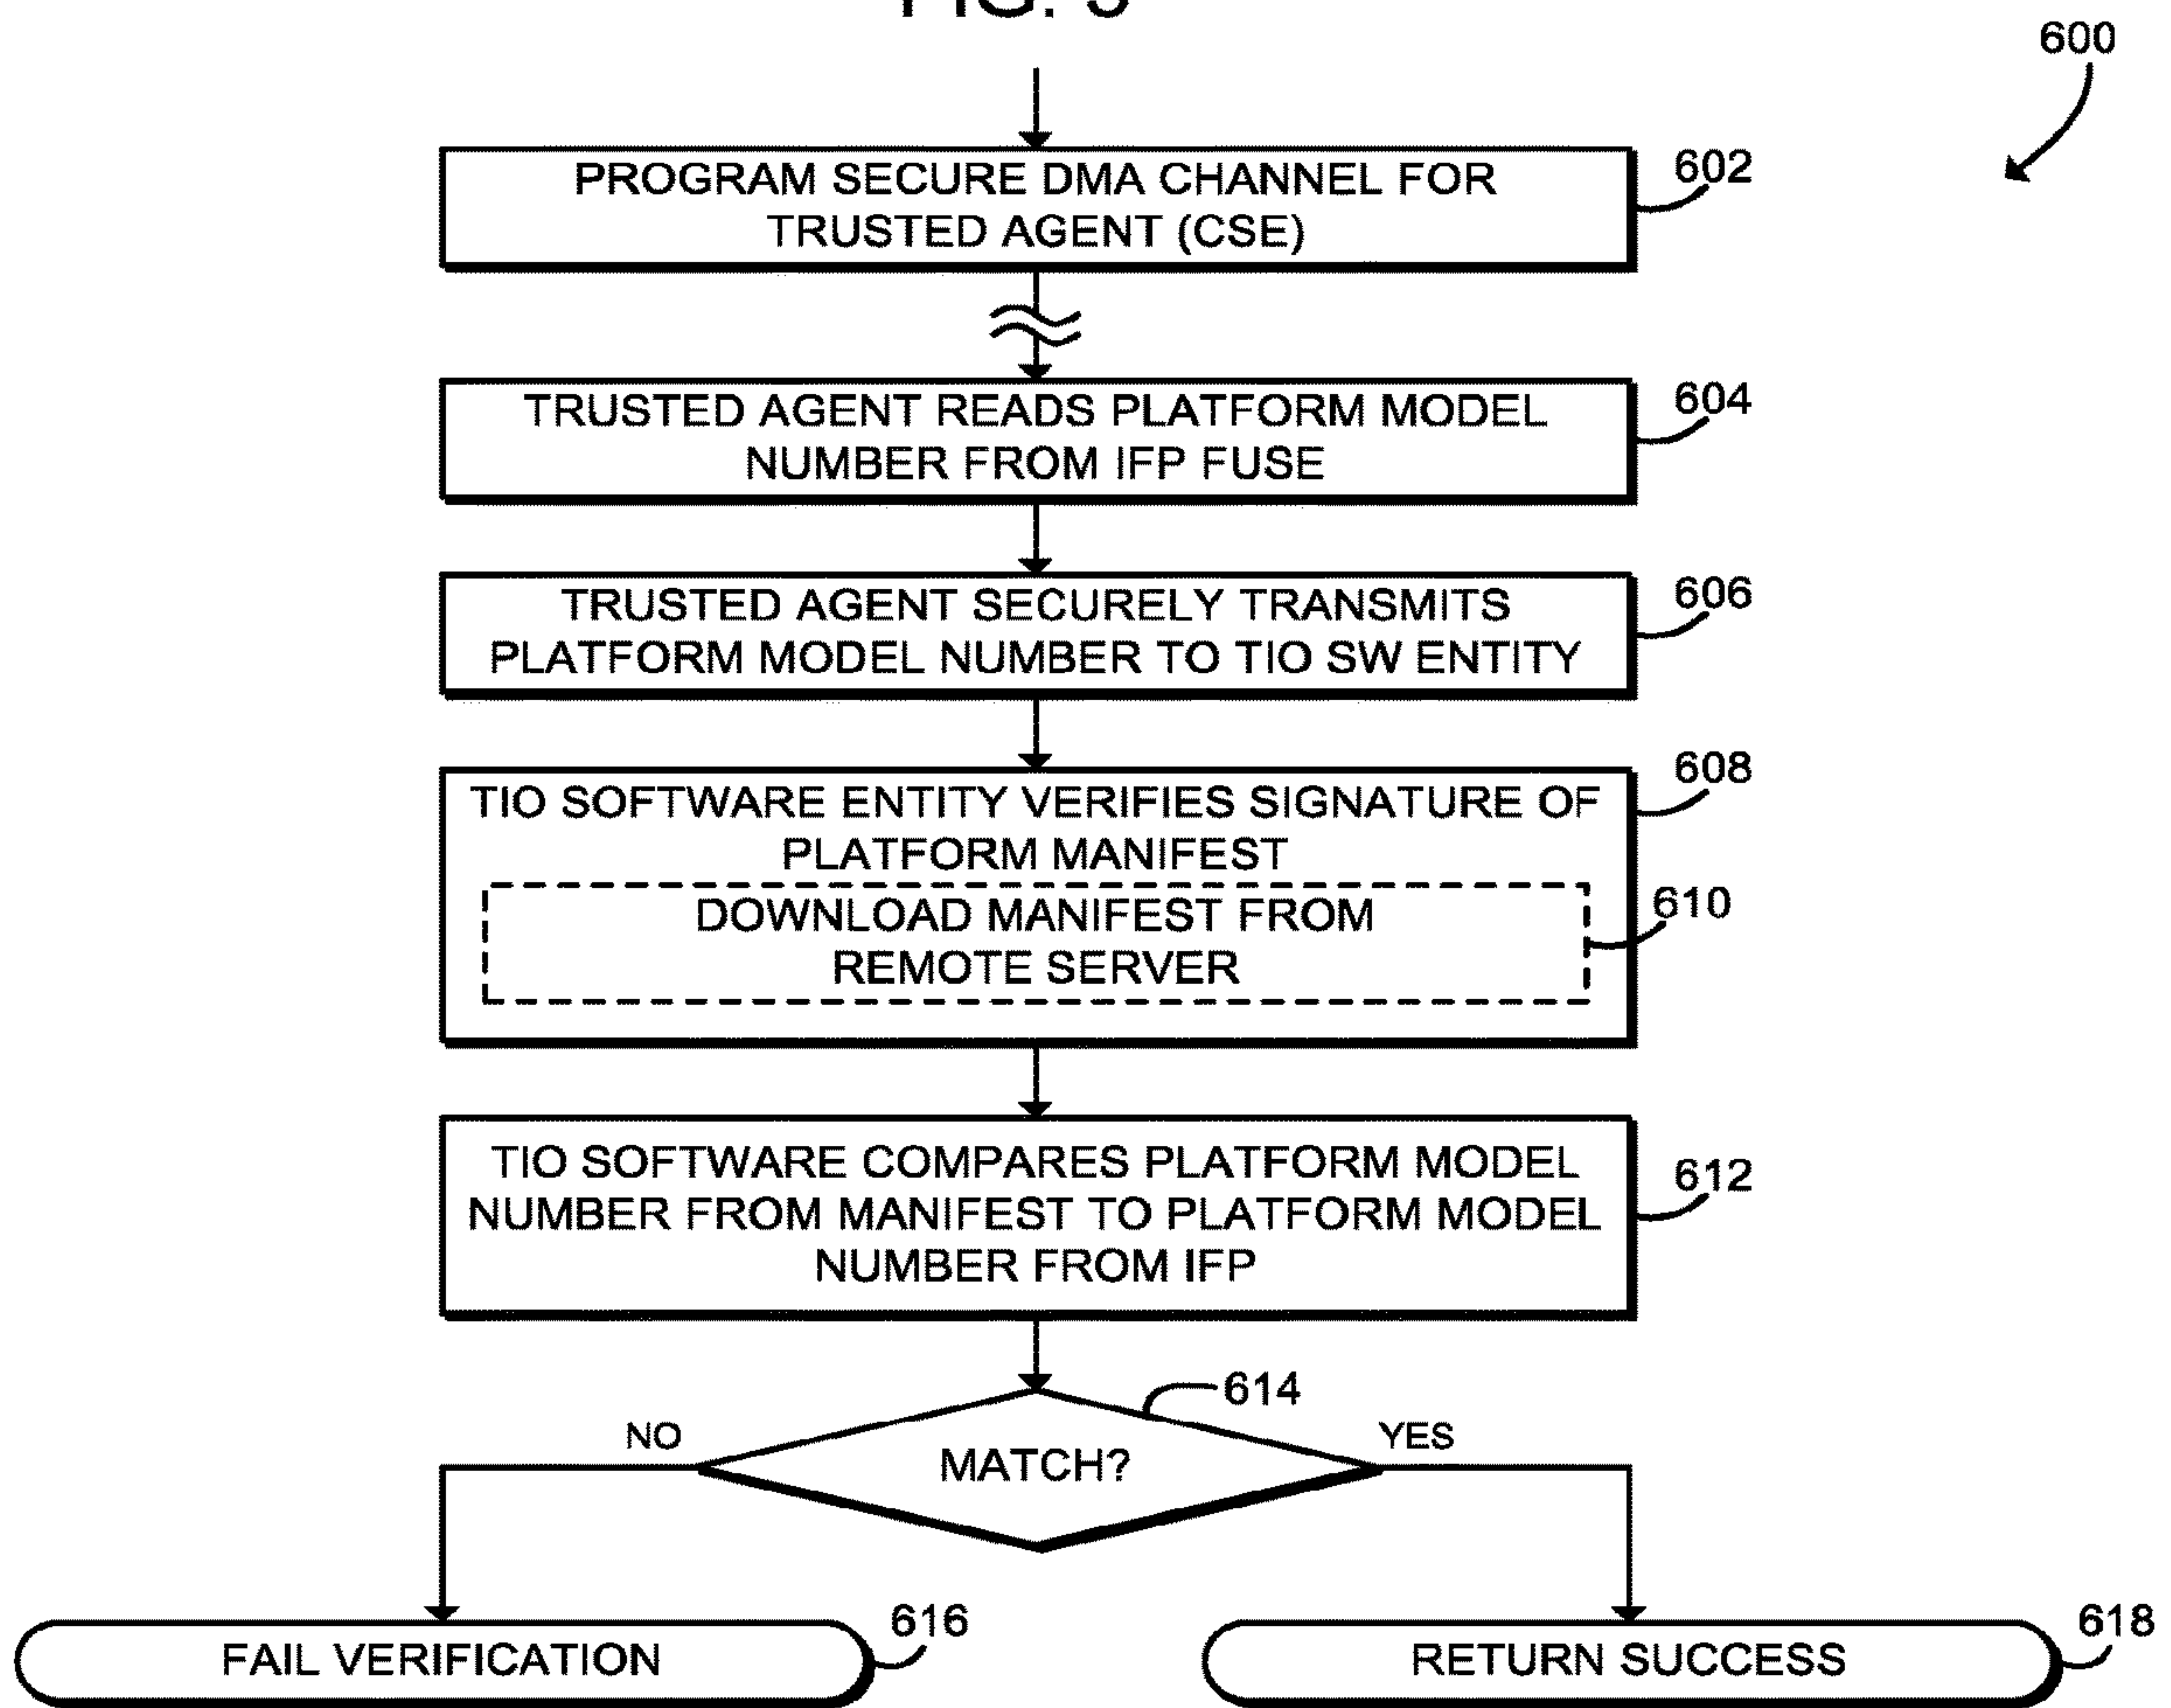 600
PROGRAM SECURE DMA CHANNEL FOR
TRUSTED AGENT (CSE)
602
TRUSTED AGENT READS PLATFORM MODEL
NUMBER FROM IFP FUSE
604
TRUSTED AGENT SECURELY TRANSMITS
PLATFORM MODEL NUMBER TO TIO SW ENTITY
606
TIO SOFTWARE ENTITY VERIFIES SIGNATURE OF
PLATFORM MANIFEST
608
DOWNLOAD MANIFEST FROM
REMOTE SERVER
610
TIO SOFTWARE COMPARES PLATFORM MODEL
NUMBER FROM MANIFEST TO PLATFORM MODEL
NUMBER FROM IFP
612
614
NO
MATCH?
YES
FAIL VERIFICATION
616
RETURN SUCCESS
618